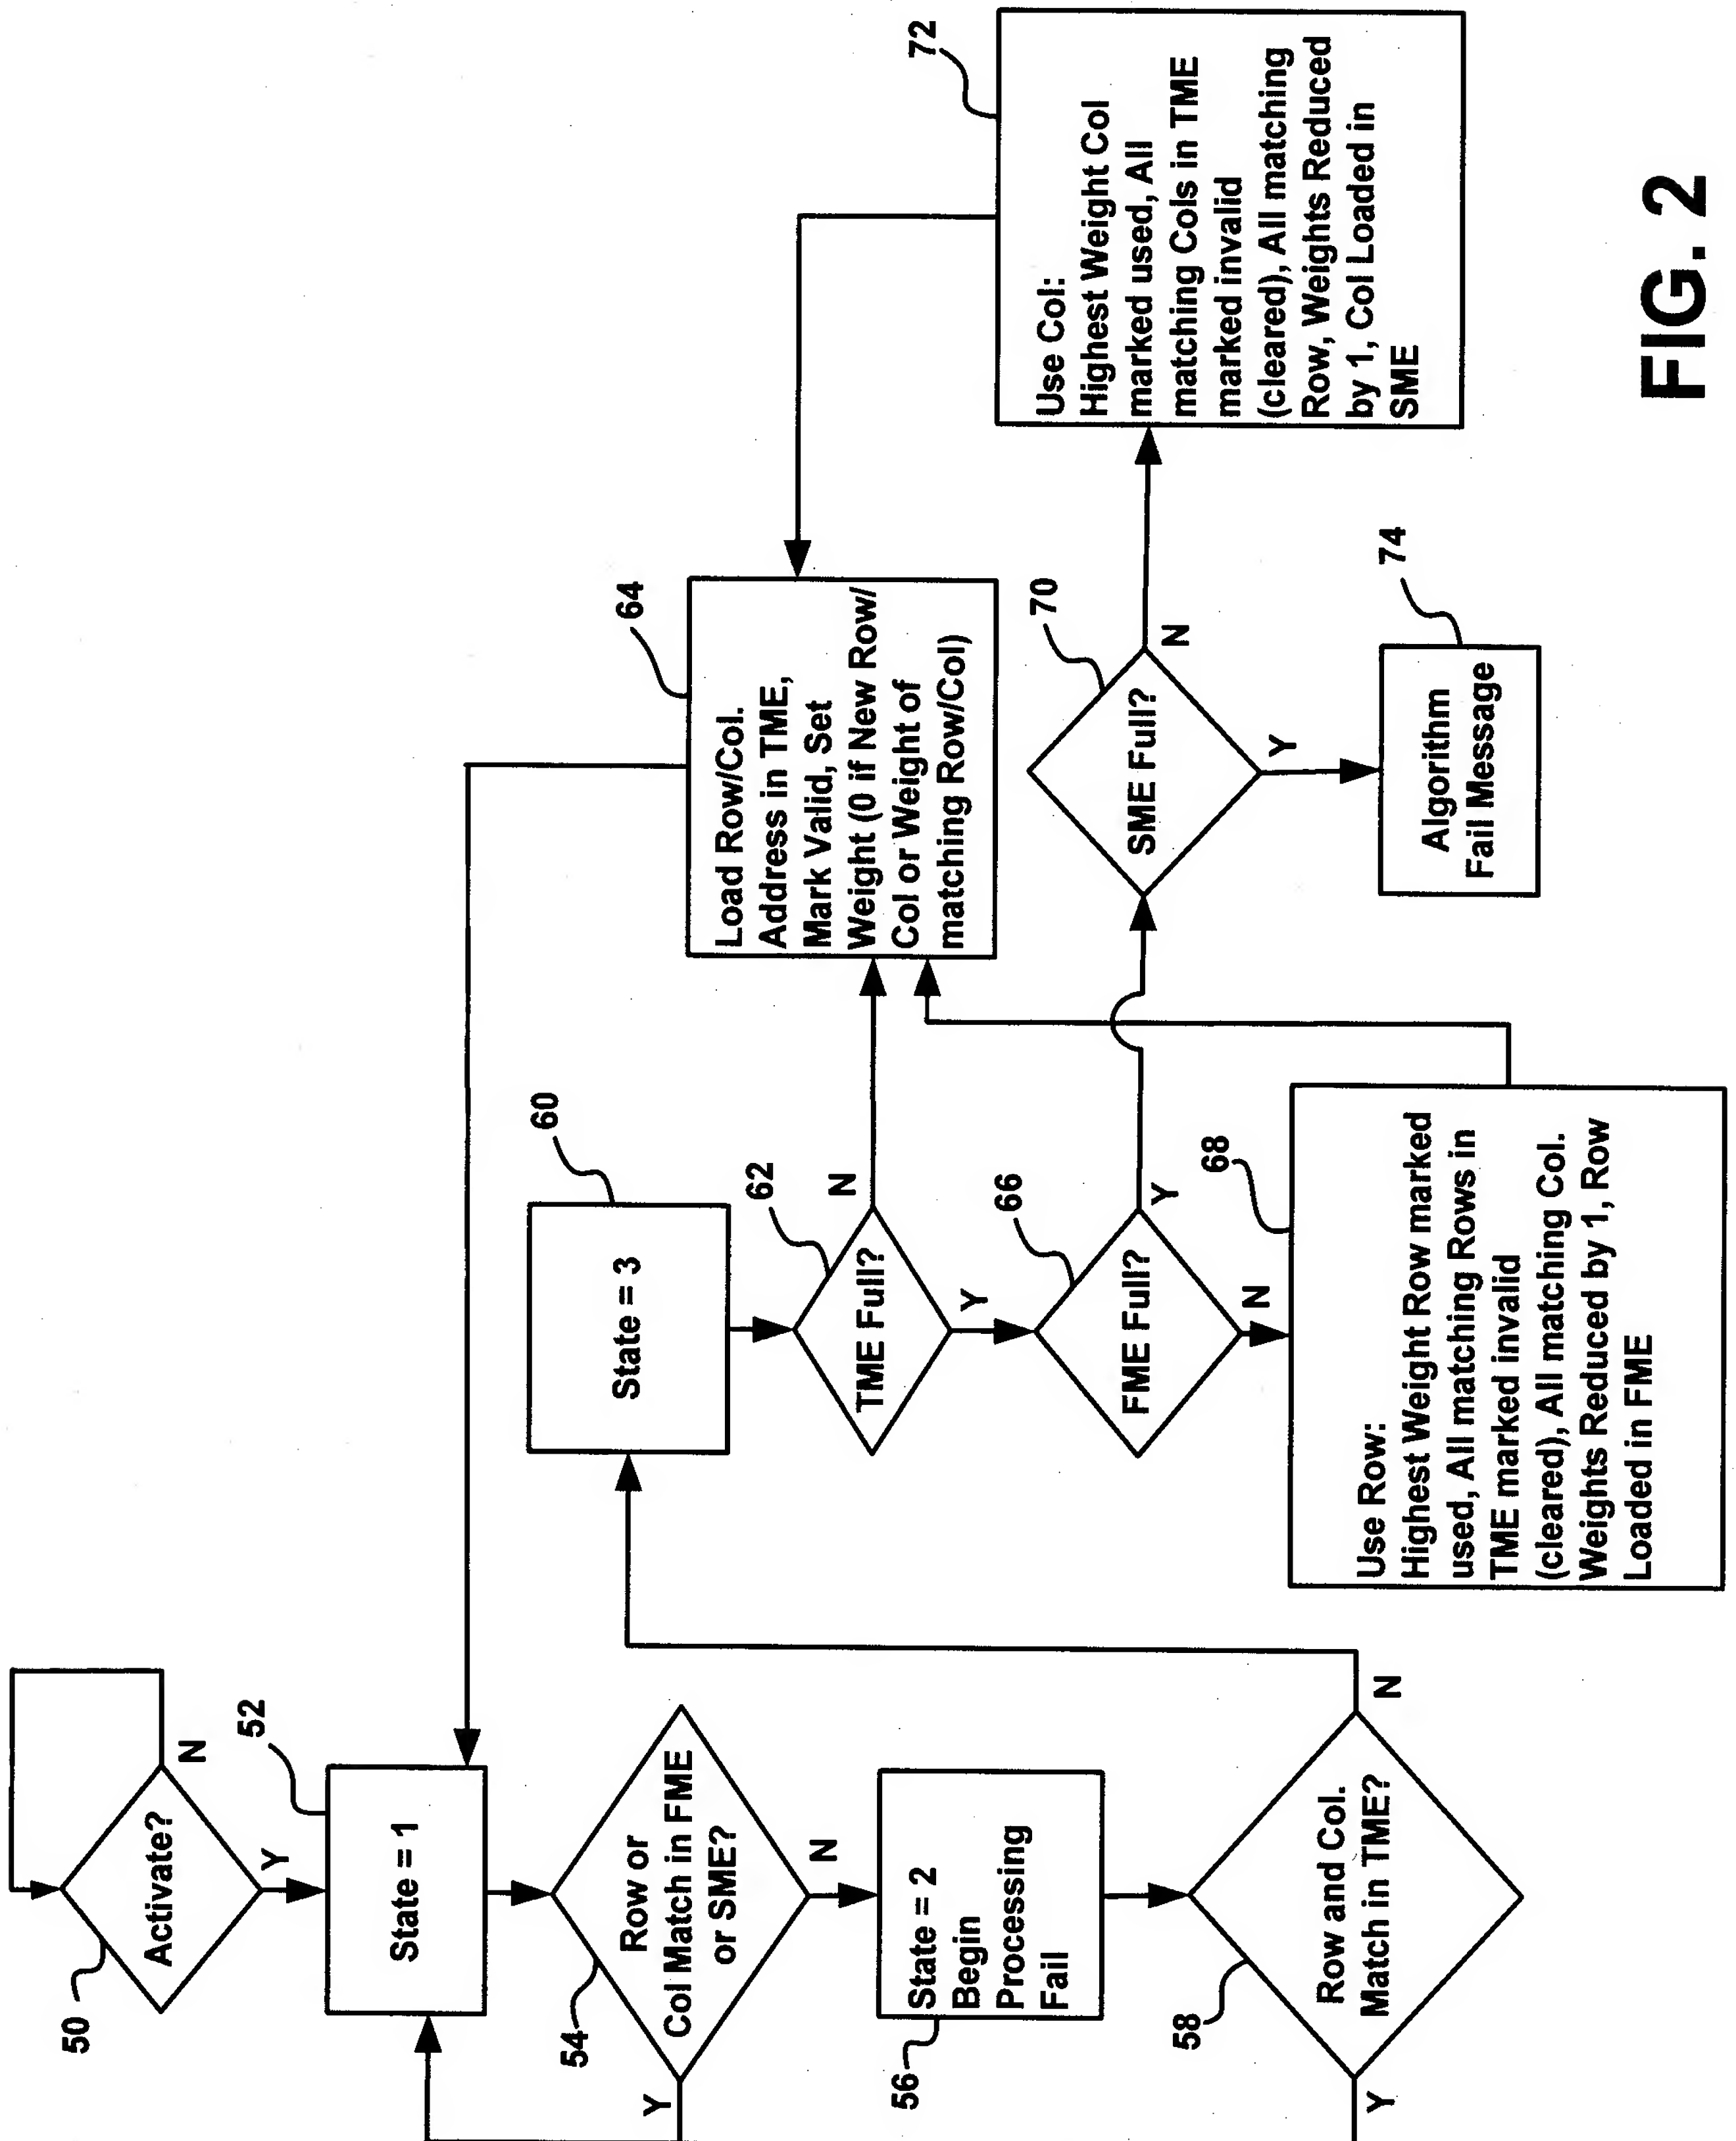 50
Activate?
N
Y
52
State = 1
54
Row or
Col Match in FME
or SME?
Y
N
56
State = 2
Begin
Processing
Fail
58
Row and Col.
Match in TME?
Y
N
60
State = 3
62
TME Full?
N
Y
64
Load Row/Col.
Address in TME,
Mark Valid, Set
Weight (0 if New Row/
Col or Weight of
matching Row/Col)
66
FME Full?
Y
N
68
Use Row:
Highest Weight Row marked
used, All matching Rows in
TME marked invalid
(cleared), All matching Col.
Weights Reduced by 1, Row
Loaded in FME
70
SME Full?
N
Y
72
Use Col:
Highest Weight Col
marked used, All
matching Cols in TME
marked invalid
(cleared), All matching
Row, Weights Reduced
by 1, Col Loaded in
SME
74
Algorithm
Fail Message
FIG. 2